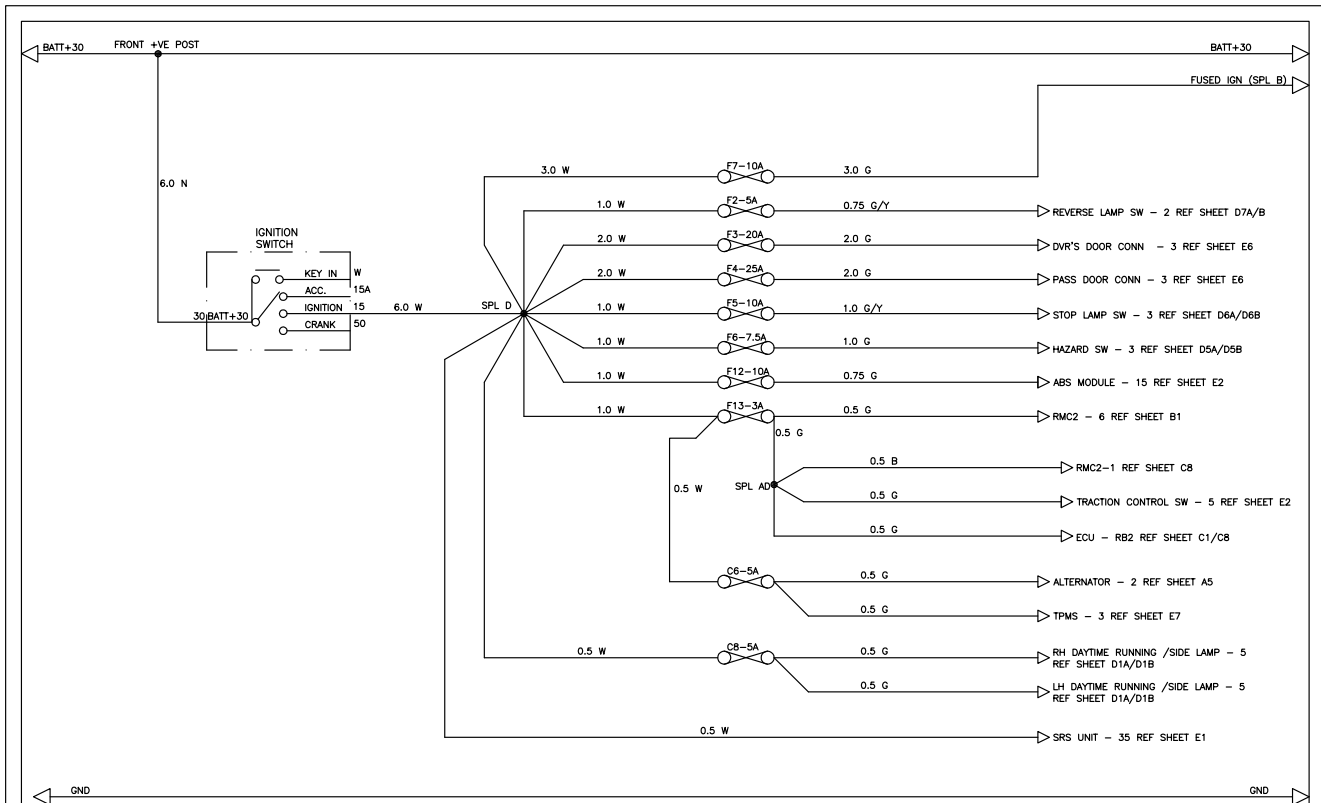 BATT+30 FRONT +VE POST BATT+30
FUSED IGN (SPL B)
3.0 W F7-10A 3.0 G
6.0 N
1.0 W F2-5A 0.75 G/Y REVERSE LAMP SW - 2 REF SHEET D7A/B
IGNITION
SWITCH
2.0 W F3-20A 2.0 G DVR'S DOOR CONN - 3 REF SHEET E6
KEY IN W
2.0 W F4-25A 2.0 G PASS DOOR CONN - 3 REF SHEET E6
ACC. 15A
IGNITION 15 6.0 W SPL D 1.0 W F5-10A 1.0 G/Y STOP LAMP SW - 3 REF SHEET D6A/D6B
30 BATT+30 CRANK 50
1.0 W F6-7.5A 1.0 G HAZARD SW - 3 REF SHEET D5A/D5B
1.0 W F12-10A 0.75 G ABS MODULE - 15 REF SHEET E2
1.0 W F13-3A 0.5 G RMC2 - 6 REF SHEET B1
0.5 G
0.5 B RMC2-1 REF SHEET C8
0.5 W SPL AD
0.5 G TRACTION CONTROL SW - 5 REF SHEET E2
0.5 G ECU - RB2 REF SHEET C1/C8
C6-5A 0.5 G ALTERNATOR - 2 REF SHEET A5
0.5 G TPMS - 3 REF SHEET E7
0.5 W C8-5A 0.5 G RH DAYTIME RUNNING /SIDE LAMP - 5
REF SHEET D1A/D1B
0.5 G LH DAYTIME RUNNING /SIDE LAMP - 5
REF SHEET D1A/D1B
0.5 W SRS UNIT - 35 REF SHEET E1
GND GND